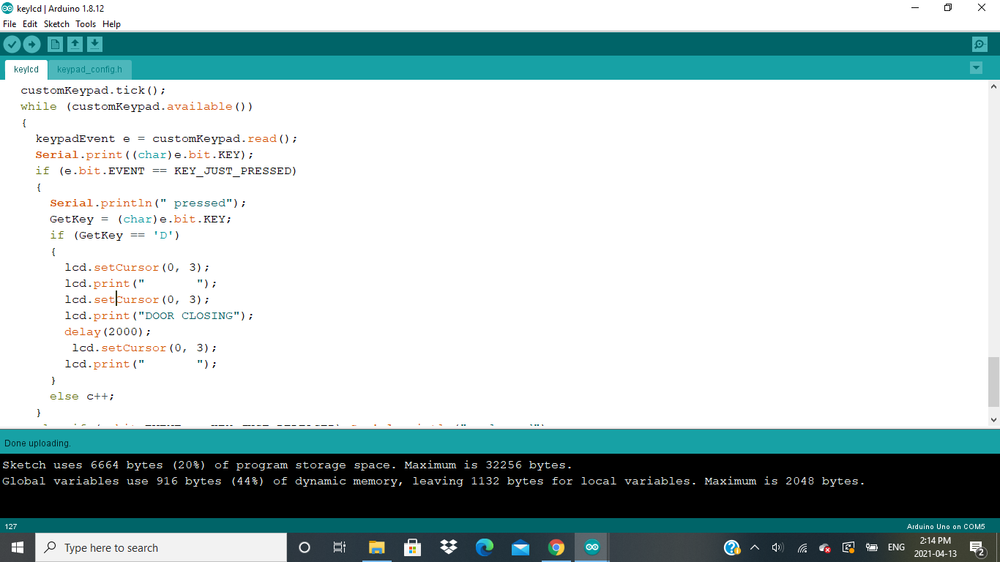 keylcd | Arduino 1.8.12
File Edit Sketch Tools Help
keylcd keypad_config.h
customKeypad.tick();
while (customKeypad.available())
{
keypadEvent e = customKeypad.read();
Serial.print((char)e.bit.KEY);
if (e.bit.EVENT == KEY_JUST_PRESSED)
{
Serial.println(" pressed");
GetKey = (char)e.bit.KEY;
if (GetKey == 'D')
{
lcd.setCursor(0, 3);
lcd.print("       ");
lcd.setCursor(0, 3);
lcd.print("DOOR CLOSING");
delay(2000);
lcd.setCursor(0, 3);
lcd.print("       ");
}
else c++;
}
Done uploading.
Sketch uses 6664 bytes (20%) of program storage space. Maximum is 32256 bytes.
Global variables use 916 bytes (44%) of dynamic memory, leaving 1132 bytes for local variables. Maximum is 2048 bytes.
127 Arduino Uno on COM5
Type here to search
ENG
2:14 PM
2021-04-13
2